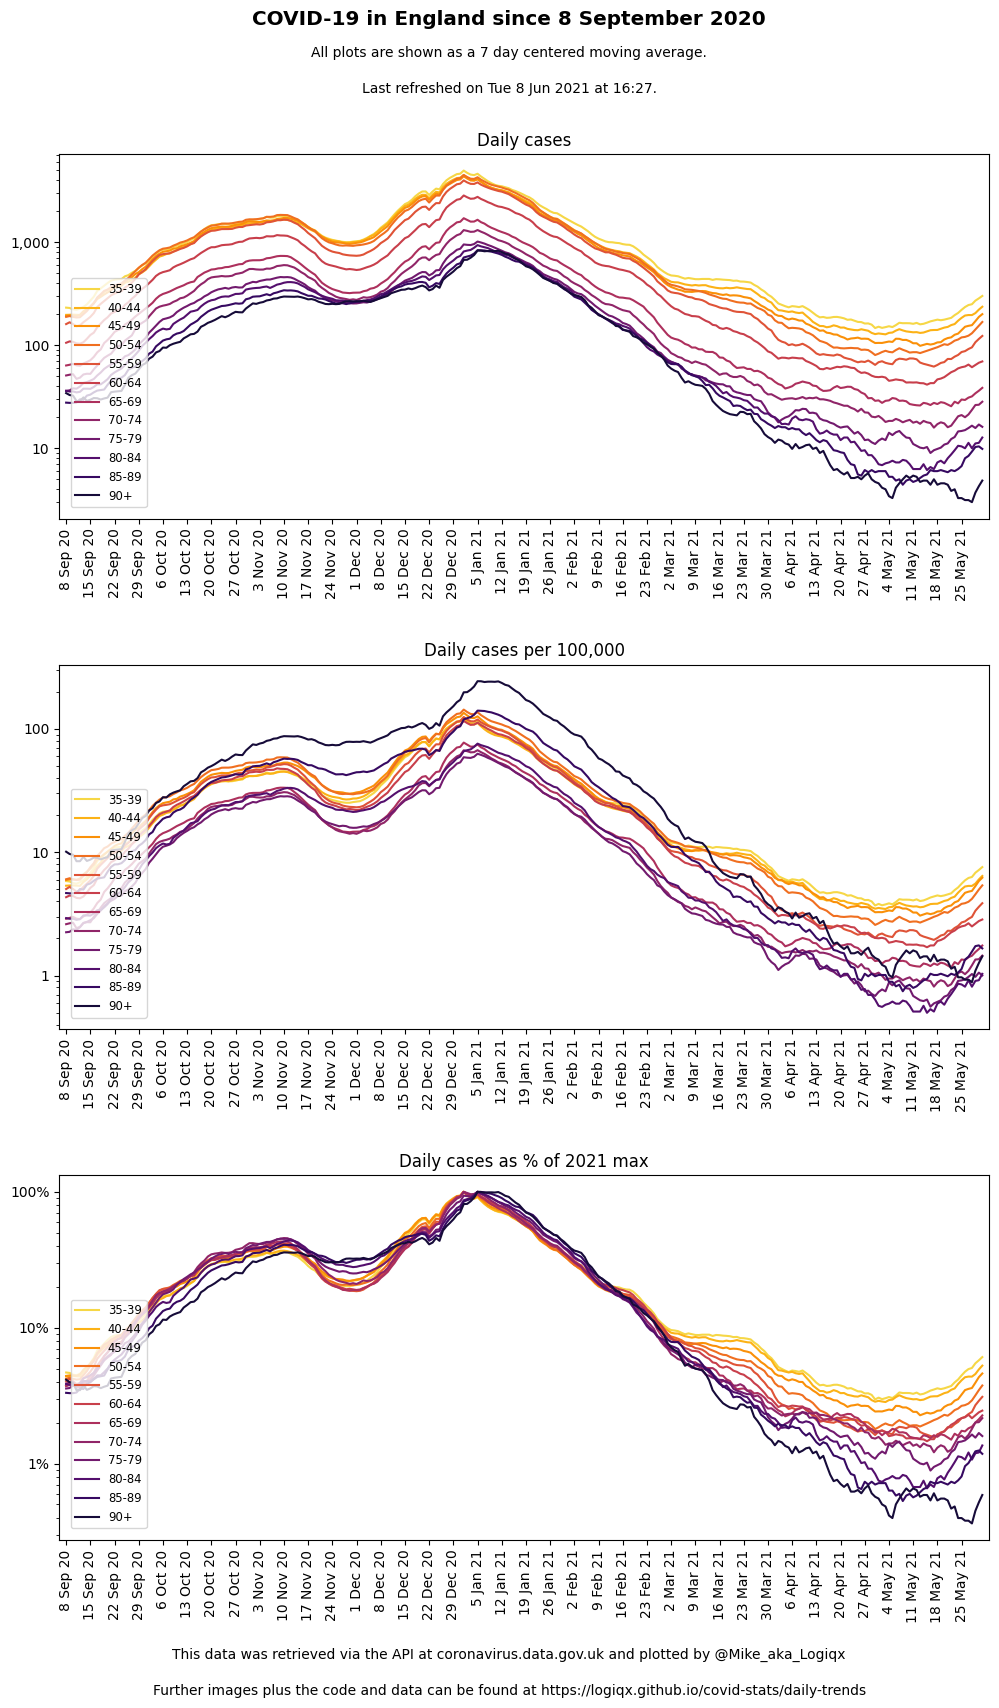 COVID-19 in England since 8 September 2020
All plots are shown as a 7 day centered moving average.
Last refreshed on Tue 8 Jun 2021 at 16:27.
Daily cases
1,000
100
10
35-39
40-44
45-49
50-54
55-59
60-64
65-69
70-74
75-79
80-84
85-89
90+
8 Sep 20
15 Sep 20
22 Sep 20
29 Sep 20
6 Oct 20
13 Oct 20
20 Oct 20
27 Oct 20
3 Nov 20
10 Nov 20
17 Nov 20
24 Nov 20
1 Dec 20
8 Dec 20
15 Dec 20
22 Dec 20
29 Dec 20
5 Jan 21
12 Jan 21
19 Jan 21
26 Jan 21
2 Feb 21
9 Feb 21
16 Feb 21
23 Feb 21
2 Mar 21
9 Mar 21
16 Mar 21
23 Mar 21
30 Mar 21
6 Apr 21
13 Apr 21
20 Apr 21
27 Apr 21
4 May 21
11 May 21
18 May 21
25 May 21
Daily cases per 100,000
100
10
1
35-39
40-44
45-49
50-54
55-59
60-64
65-69
70-74
75-79
80-84
85-89
90+
8 Sep 20
15 Sep 20
22 Sep 20
29 Sep 20
6 Oct 20
13 Oct 20
20 Oct 20
27 Oct 20
3 Nov 20
10 Nov 20
17 Nov 20
24 Nov 20
1 Dec 20
8 Dec 20
15 Dec 20
22 Dec 20
29 Dec 20
5 Jan 21
12 Jan 21
19 Jan 21
26 Jan 21
2 Feb 21
9 Feb 21
16 Feb 21
23 Feb 21
2 Mar 21
9 Mar 21
16 Mar 21
23 Mar 21
30 Mar 21
6 Apr 21
13 Apr 21
20 Apr 21
27 Apr 21
4 May 21
11 May 21
18 May 21
25 May 21
Daily cases as % of 2021 max
100%
10%
1%
35-39
40-44
45-49
50-54
55-59
60-64
65-69
70-74
75-79
80-84
85-89
90+
8 Sep 20
15 Sep 20
22 Sep 20
29 Sep 20
6 Oct 20
13 Oct 20
20 Oct 20
27 Oct 20
3 Nov 20
10 Nov 20
17 Nov 20
24 Nov 20
1 Dec 20
8 Dec 20
15 Dec 20
22 Dec 20
29 Dec 20
5 Jan 21
12 Jan 21
19 Jan 21
26 Jan 21
2 Feb 21
9 Feb 21
16 Feb 21
23 Feb 21
2 Mar 21
9 Mar 21
16 Mar 21
23 Mar 21
30 Mar 21
6 Apr 21
13 Apr 21
20 Apr 21
27 Apr 21
4 May 21
11 May 21
18 May 21
25 May 21
This data was retrieved via the API at coronavirus.data.gov.uk and plotted by @Mike_aka_Logiqx
Further images plus the code and data can be found at https://logiqx.github.io/covid-stats/daily-trends